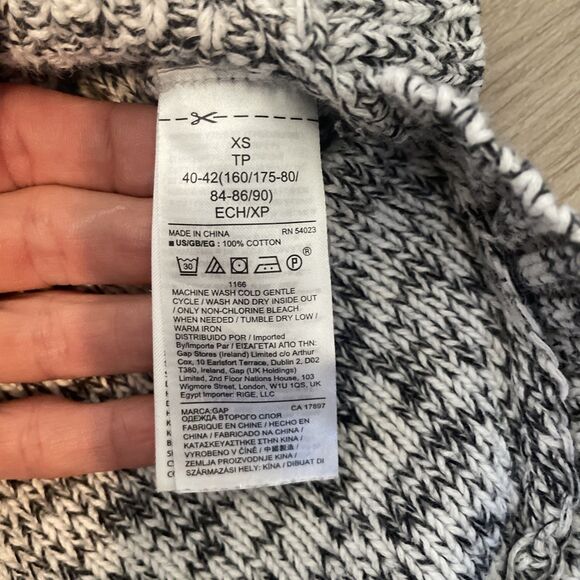 XS
TP
40-42(160/175-80/
84-86/90)
ECH/XP
MADE IN CHINA RN 54023
■ US/GB/EG : 100% COTTON
30 P ®
1166
MACHINE WASH COLD GENTLE
CYCLE / WASH AND DRY INSIDE OUT
/ ONLY NON-CHLORINE BLEACH
WHEN NEEDED / TUMBLE DRY LOW /
WARM IRON
DISTRIBUIDO POR / Imported
By/Importe Par / ΕΙΣΑΓΕΤΑΙ ΑΠΟ ΤΗΝ:
Gap Stores (Ireland) Limited c/o Arthur
Cox, 10 Earlsfort Terrace, Dublin 2, D02
T380, Ireland, Gap (UK Holdings)
Limited, 2nd Floor Nations House, 103
Wigmore Street, London, W1U 1QS, UK
Egypt Importer: RIGE, LLC
MARCA:GAP CA 17897
ОДЕЖДА ВТОРОГО СЛОЯ
FABRIQUE EN CHINE / HECHO EN
CHINA / FABRICADO NA CHINA /
ΚΑΤΑΣΚΕΥΑΣΤΗΚΕ ΣΤΗΝ ΚΙΝΑ /
VYROBENO V ČÍNĚ / 中國製造 /
ZEMLJA PROIZVODNJE: KINA /
SZÁRMAZÁSI HELY: KÍNA / DIBUAT DI